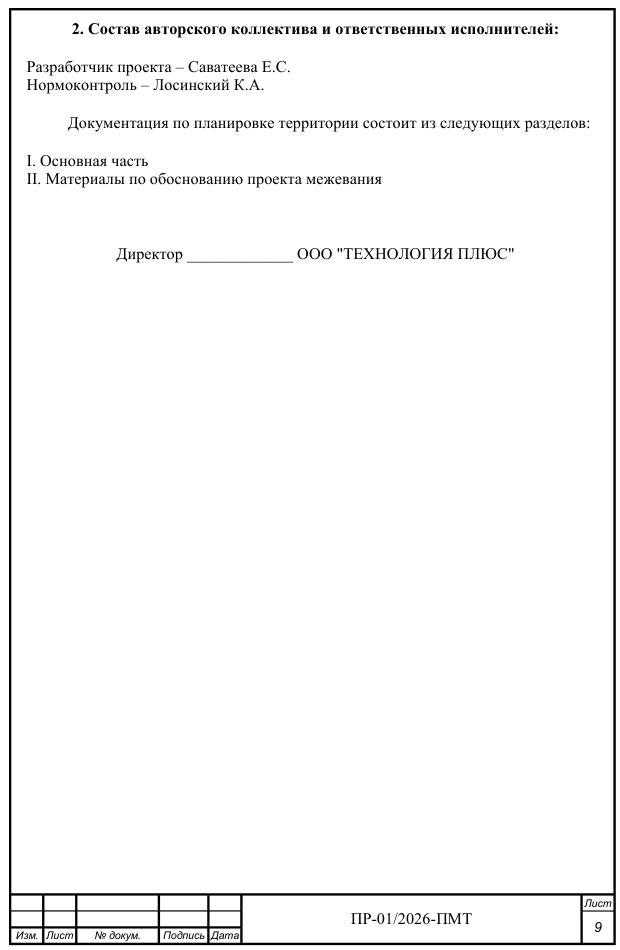 2. Состав авторского коллектива и ответственных исполнителей:
Разработчик проекта – Саватеева Е.С.
Нормоконтроль – Лосинский К.А.
Документация по планировке территории состоит из следующих разделов:
I. Основная часть
II. Материалы по обоснованию проекта межевания
Директор _____________ ООО "ТЕХНОЛОГИЯ ПЛЮС"
Изм. Лист № докум. Подпись Дата
ПР-01/2026-ПМТ
Лист
9